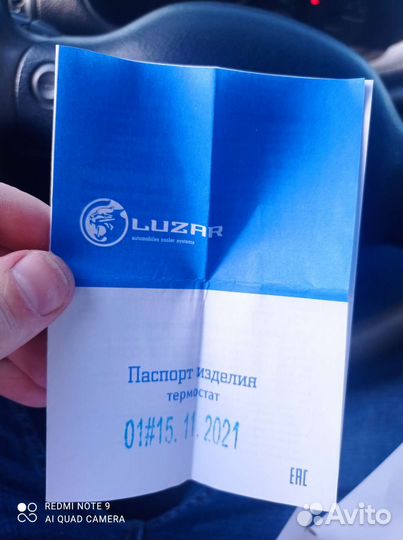 LUZAR
automobiles cooler systems
Паспорт изделия
термостат
01#15. 11. 2021
EAC
REDMI NOTE 9
AI QUAD CAMERA
Avito